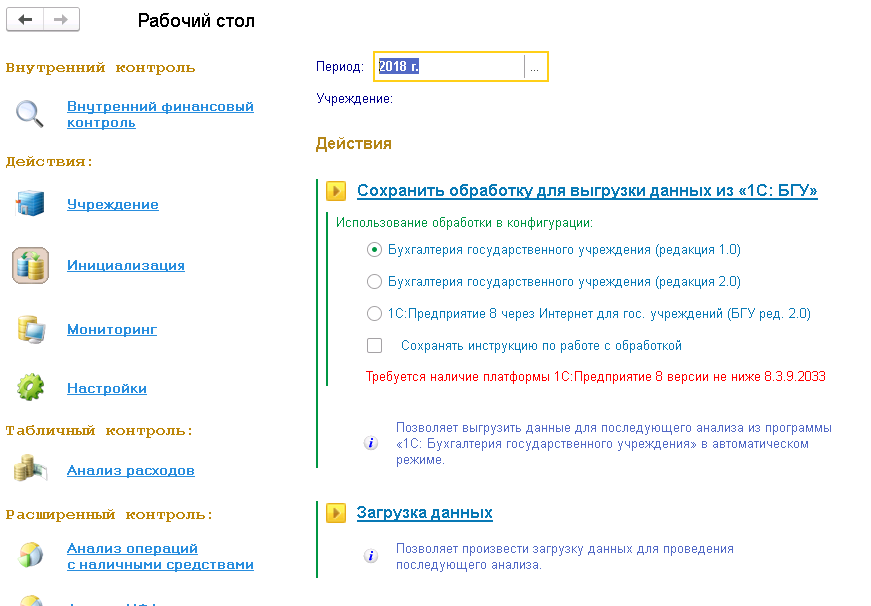 Рабочий стол
Внутренний контроль
Внутренний финансовый
контроль
Действия:
Учреждение
Инициализация
Мониторинг
Настройки
Табличный контроль:
Анализ расходов
Расширенный контроль:
Анализ операций
с наличными средствами
Период: 2018 г. ...
Учреждение:
Действия
Сохранить обработку для выгрузки данных из «1С: БГУ»
Использование обработки в конфигурации:
Бухгалтерия государственного учреждения (редакция 1.0)
Бухгалтерия государственного учреждения (редакция 2.0)
1С:Предприятие 8 через Интернет для гос. учреждений (БГУ ред. 2.0)
Сохранять инструкцию по работе с обработкой
Требуется наличие платформы 1С:Предприятие 8 версии не ниже 8.3.9.2033
Позволяет выгрузить данные для последующего анализа из программы
«1С: Бухгалтерия государственного учреждения» в автоматическом
режиме.
Загрузка данных
Позволяет произвести загрузку данных для проведения
последующего анализа.